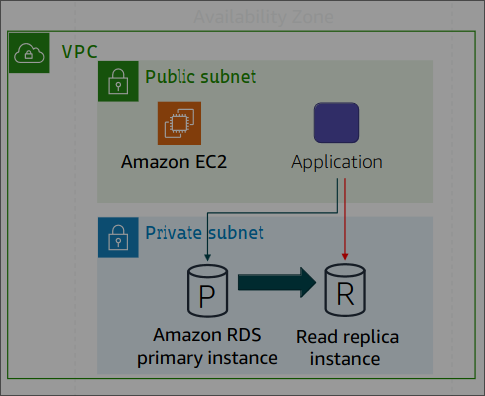 Availability Zone
VPC
Public subnet
Amazon EC2
Application
Private subnet
P
R
Amazon RDS
primary instance
Read replica
instance